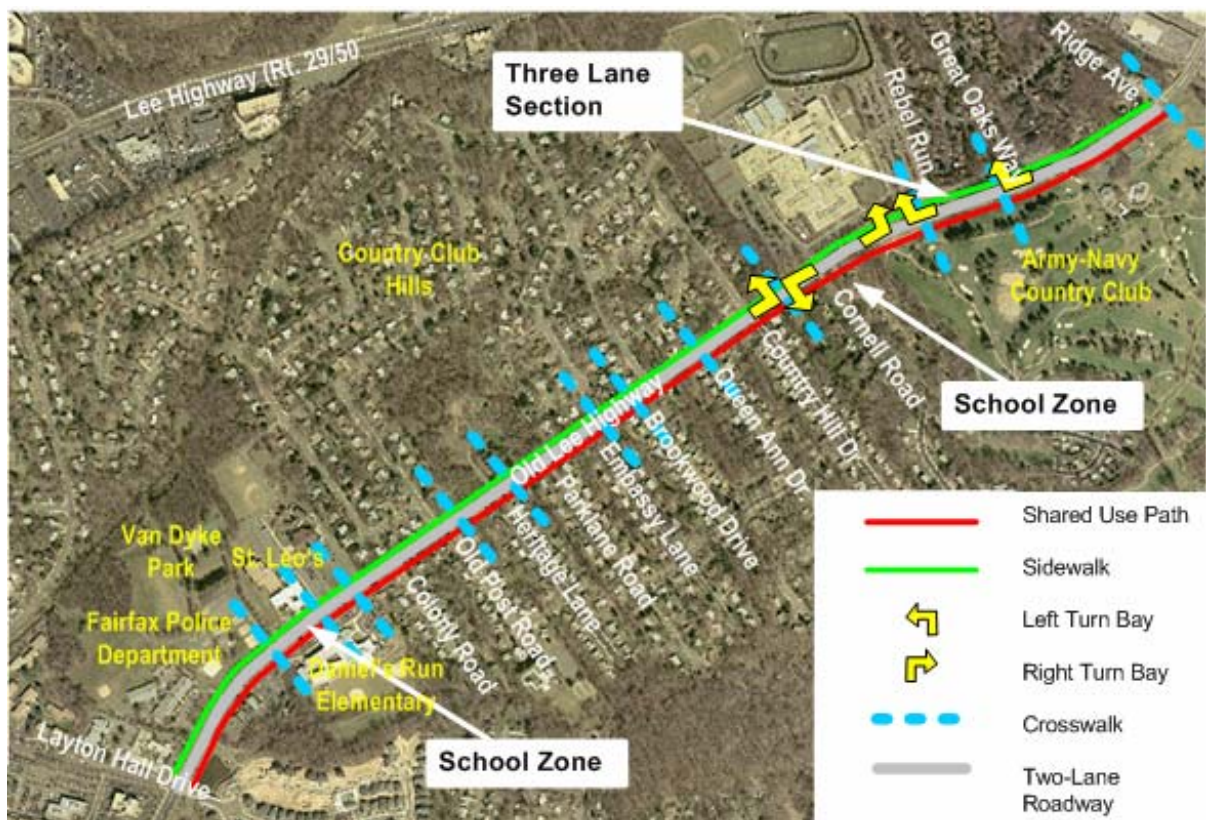 Lee Highway (Rt. 29/50
Three Lane
Section
Rebel Run
Great Oaks Way
Ridge Ave.
Country Club
Hills
Army-Navy
Country Club
Cornell Road
School Zone
Country Hill Dr.
Queen Ann Dr.
Old Lee Highway
Brookwood Drive
Embassy Lane
Parklane Road
Heritage Lane
Old Post Road
Colony Road
Van Dyke
Park
St. Leo's
Fairfax Police
Department
Daniel's Run
Elementary
School Zone
Layton Hall Drive
Shared Use Path
Sidewalk
Left Turn Bay
Right Turn Bay
Crosswalk
Two-Lane
Roadway